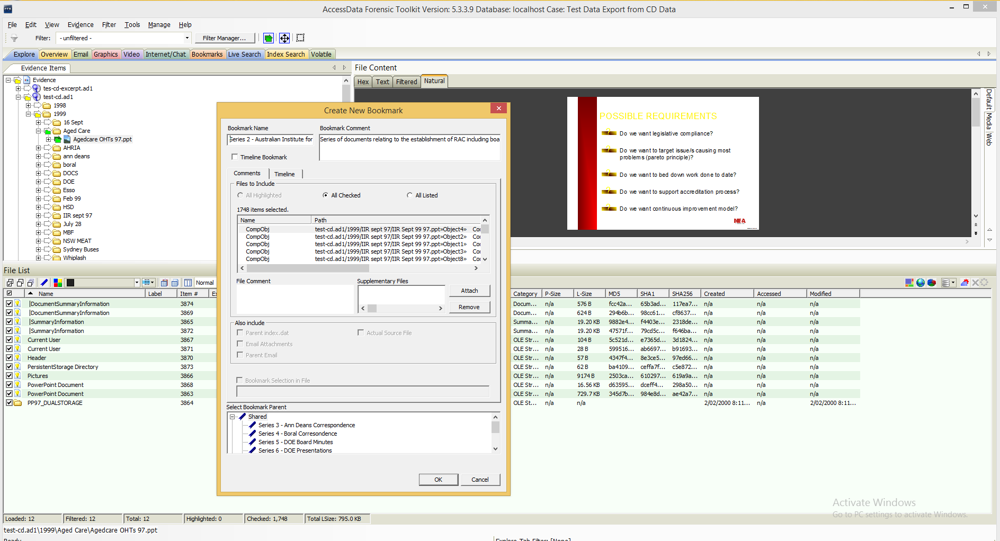 FTK
AccessData Forensic Toolkit Version: 5.3.3.9 Database: localhost Case: Test Data Export from CD Data
File Edit View Evidence Filter Tools Manage Help
Filter: - unfiltered - Filter Manager...
Explore Overview Email Graphics Video Internet/Chat Bookmarks Live Search Index Search Volatile
Evidence Items
Evidence
tes-cd-excerpt.ad1
test-cd.ad1
1998
1999
16 Sept
Aged Care
Agedcare OHTs 97.ppt
AHRIA
ann deans
boral
DOCS
DOE
Esso
Feb 99
HSD
IIR sept 97
July 28
MBF
NSW MEAT
Sydney Buses
Whiplash
File Content
Hex Text Filtered Natural
POSSIBLE REQUIREMENTS
? Do we want legislative compliance?
? Do we want to target issue/s causing most
problems (pareto principle)?
? Do we want to bed down work done to date?
? Do we want to support accreditation process?
? Do we want continuous improvement model?
Default Media Web
Create New Bookmark
Bookmark Name
Series 2 - Australian Institute for
Bookmark Comment
Series of documents relating to the establishment of RAC including boa
Timeline Bookmark
Comments Timeline
Files to Include
All Highlighted All Checked All Listed
1748 items selected.
Name Path
CompObj test-cd.ad1/1999/IIR sept 97/IIR Sept 99 97.ppt»Object4» Co
CompObj test-cd.ad1/1999/IIR sept 97/IIR Sept 99 97.ppt»Object2» Co
CompObj test-cd.ad1/1999/IIR sept 97/IIR Sept 99 97.ppt»Object1» Co
CompObj test-cd.ad1/1999/IIR sept 97/IIR Sept 99 97.ppt»Object3» Co
CompObj test-cd.ad1/1999/IIR sept 97/IIR Sept 99 97.ppt»Object8» Co
File Comment
Supplementary Files
Attach
Remove
Also include
Parent index.dat
Actual Source File
Email Attachments
Parent Email
Bookmark Selection in File
Select Bookmark Parent
Shared
Series 3 - Ann Deans Correspondence
Series 4 - Boral Corresondence
Series 5 - DOE Board Minutes
Series 6 - DOE Presentations
OK Cancel
File List
Normal
Name Label Item # Ex Category P-Size L-Size MD5 SHA1 SHA256 Created Accessed Modified
|DocumentSummaryInformation 3874 Docum... n/a 576 B fcc42a... 65b3ad... 117ea7... n/a n/a n/a
|DocumentSummaryInformation 3869 Docum... n/a 624 B 294b6b... 98cc61... cf8637... n/a n/a n/a
|SummaryInformation 3865 Summa... n/a 19.20 KB 9882e4... f4403e... 2318de... n/a n/a n/a
|SummaryInformation 3872 Summa... n/a 19.20 KB 47571f... 79cd5c... f646ba... n/a n/a n/a
Current User 3867 OLE Str... n/a 104 B 5c521d... e7365d... 3d1824... n/a n/a n/a
Current User 3871 OLE Str... n/a 28 B 599516... ab6697... b91693... n/a n/a n/a
Header 3870 OLE Str... n/a 57 B 4347f4... 8e3ce5... 97ed66... n/a n/a n/a
PersistentStorage Directory 3873 OLE Str... n/a 62 B ba4109... ceffa7f... c5e872... n/a n/a n/a
Pictures 3866 OLE Str... n/a 9174 B 2503ca... 610297... 619a9a... n/a n/a n/a
PowerPoint Document 3868 OLE Str... n/a 16.56 KB d63595... dceff4... 298a50... n/a n/a n/a
PowerPoint Document 3863 OLE Str... n/a 729.7 KB 345d7b... 984e8d... ae42a7... n/a n/a n/a
PP97_DUALSTORAGE 3864 OLE St... n/a n/a 2/02/2000 8:11... n/a 2/02/2000 8:11...
Activate Windows
Go to PC settings to activate Windows.
Loaded: 12 Filtered: 12 Total: 12 Highlighted: 0 Checked: 1,748 Total LSize: 795.0 KB
test-cd.ad1\1999\Aged Care\Agedcare OHTs 97.ppt
Ready Explore Tab Filter: [None]